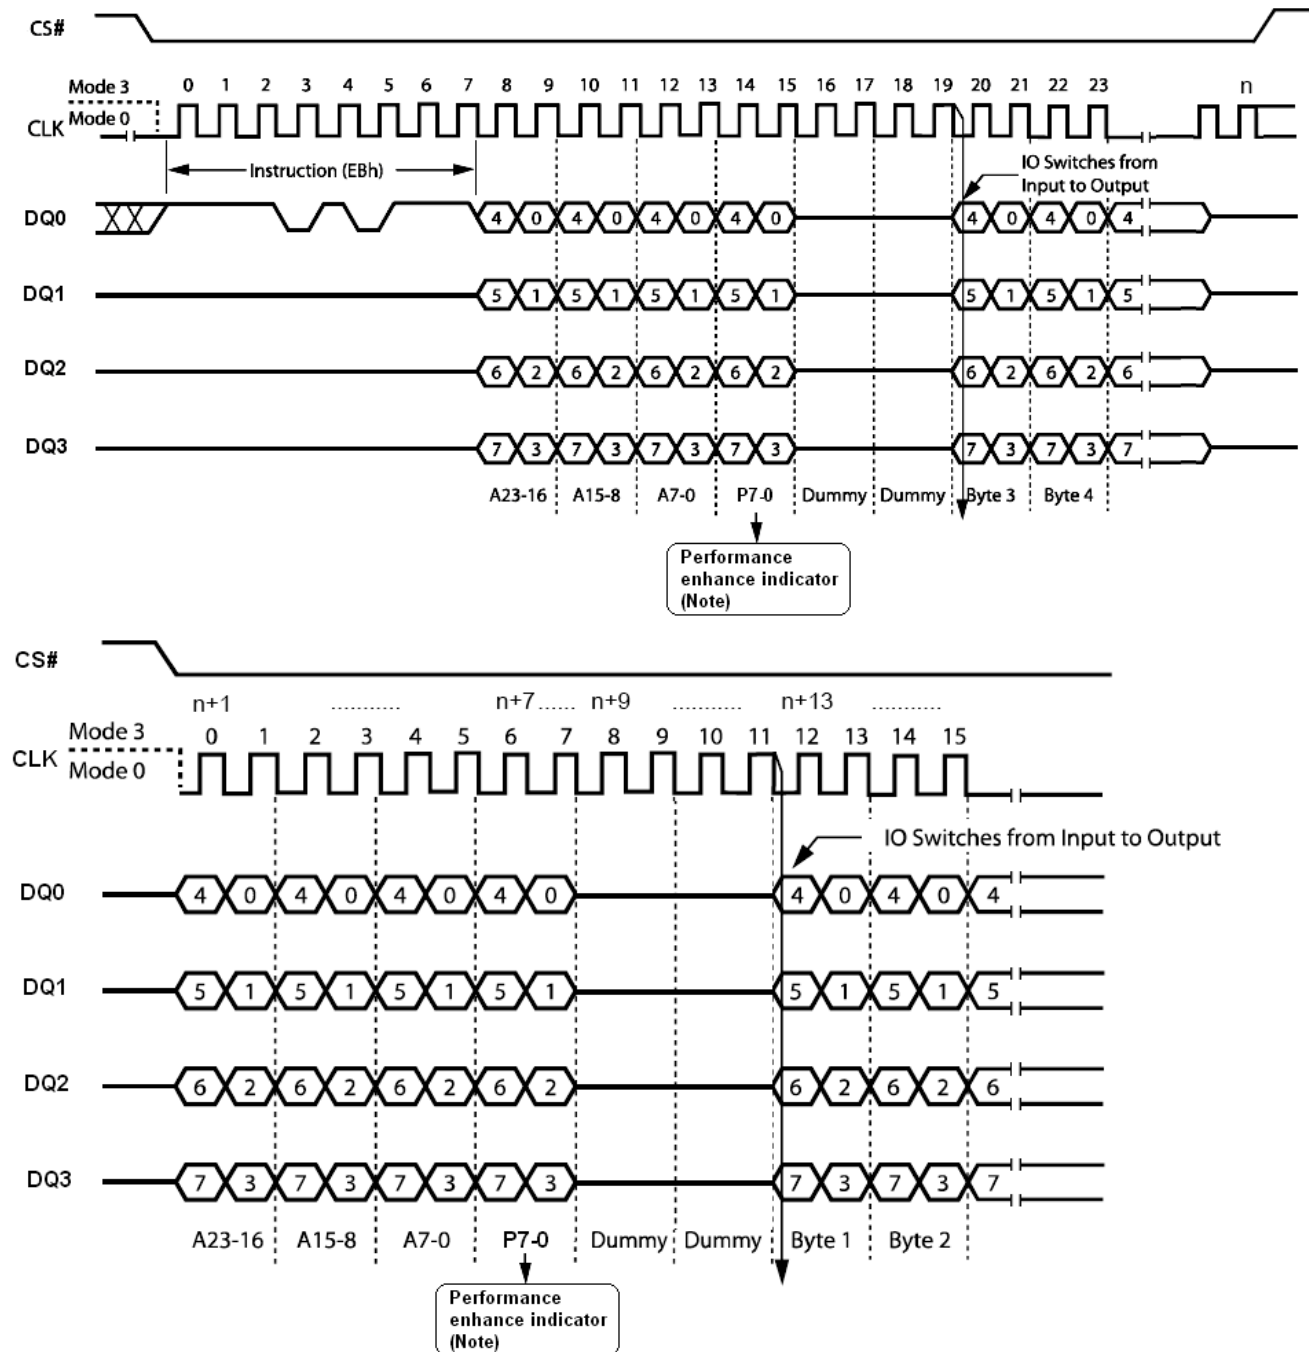 CS#
Mode 3
0 1 2 3 4 5 6 7 8 9 10 11 12 13 14 15 16 17 18 19 20 21 22 23 n
CLK Mode 0
Instruction (EBh)
IO Switches from
Input to Output
DQ0 4 0 4 0 4 0 4 0 4 0 4 0 4
DQ1 5 1 5 1 5 1 5 1 5 1 5 1 5
DQ2 6 2 6 2 6 2 6 2 6 2 6 2 6
DQ3 7 3 7 3 7 3 7 3 7 3 7 3 7
A23-16 A15-8 A7-0 P7-0 Dummy Dummy Byte 3 Byte 4
Performance
enhance indicator
(Note)
CS#
n+1 ........... n+7 ...... n+9 ........... n+13 ...........
Mode 3 0 1 2 3 4 5 6 7 8 9 10 11 12 13 14 15
CLK Mode 0
IO Switches from Input to Output
DQ0 4 0 4 0 4 0 4 0 4 0 4 0 4
DQ1 5 1 5 1 5 1 5 1 5 1 5 1 5
DQ2 6 2 6 2 6 2 6 2 6 2 6 2 6
DQ3 7 3 7 3 7 3 7 3 7 3 7 3 7
A23-16 A15-8 A7-0 P7-0 Dummy Dummy Byte 1 Byte 2
Performance
enhance indicator
(Note)